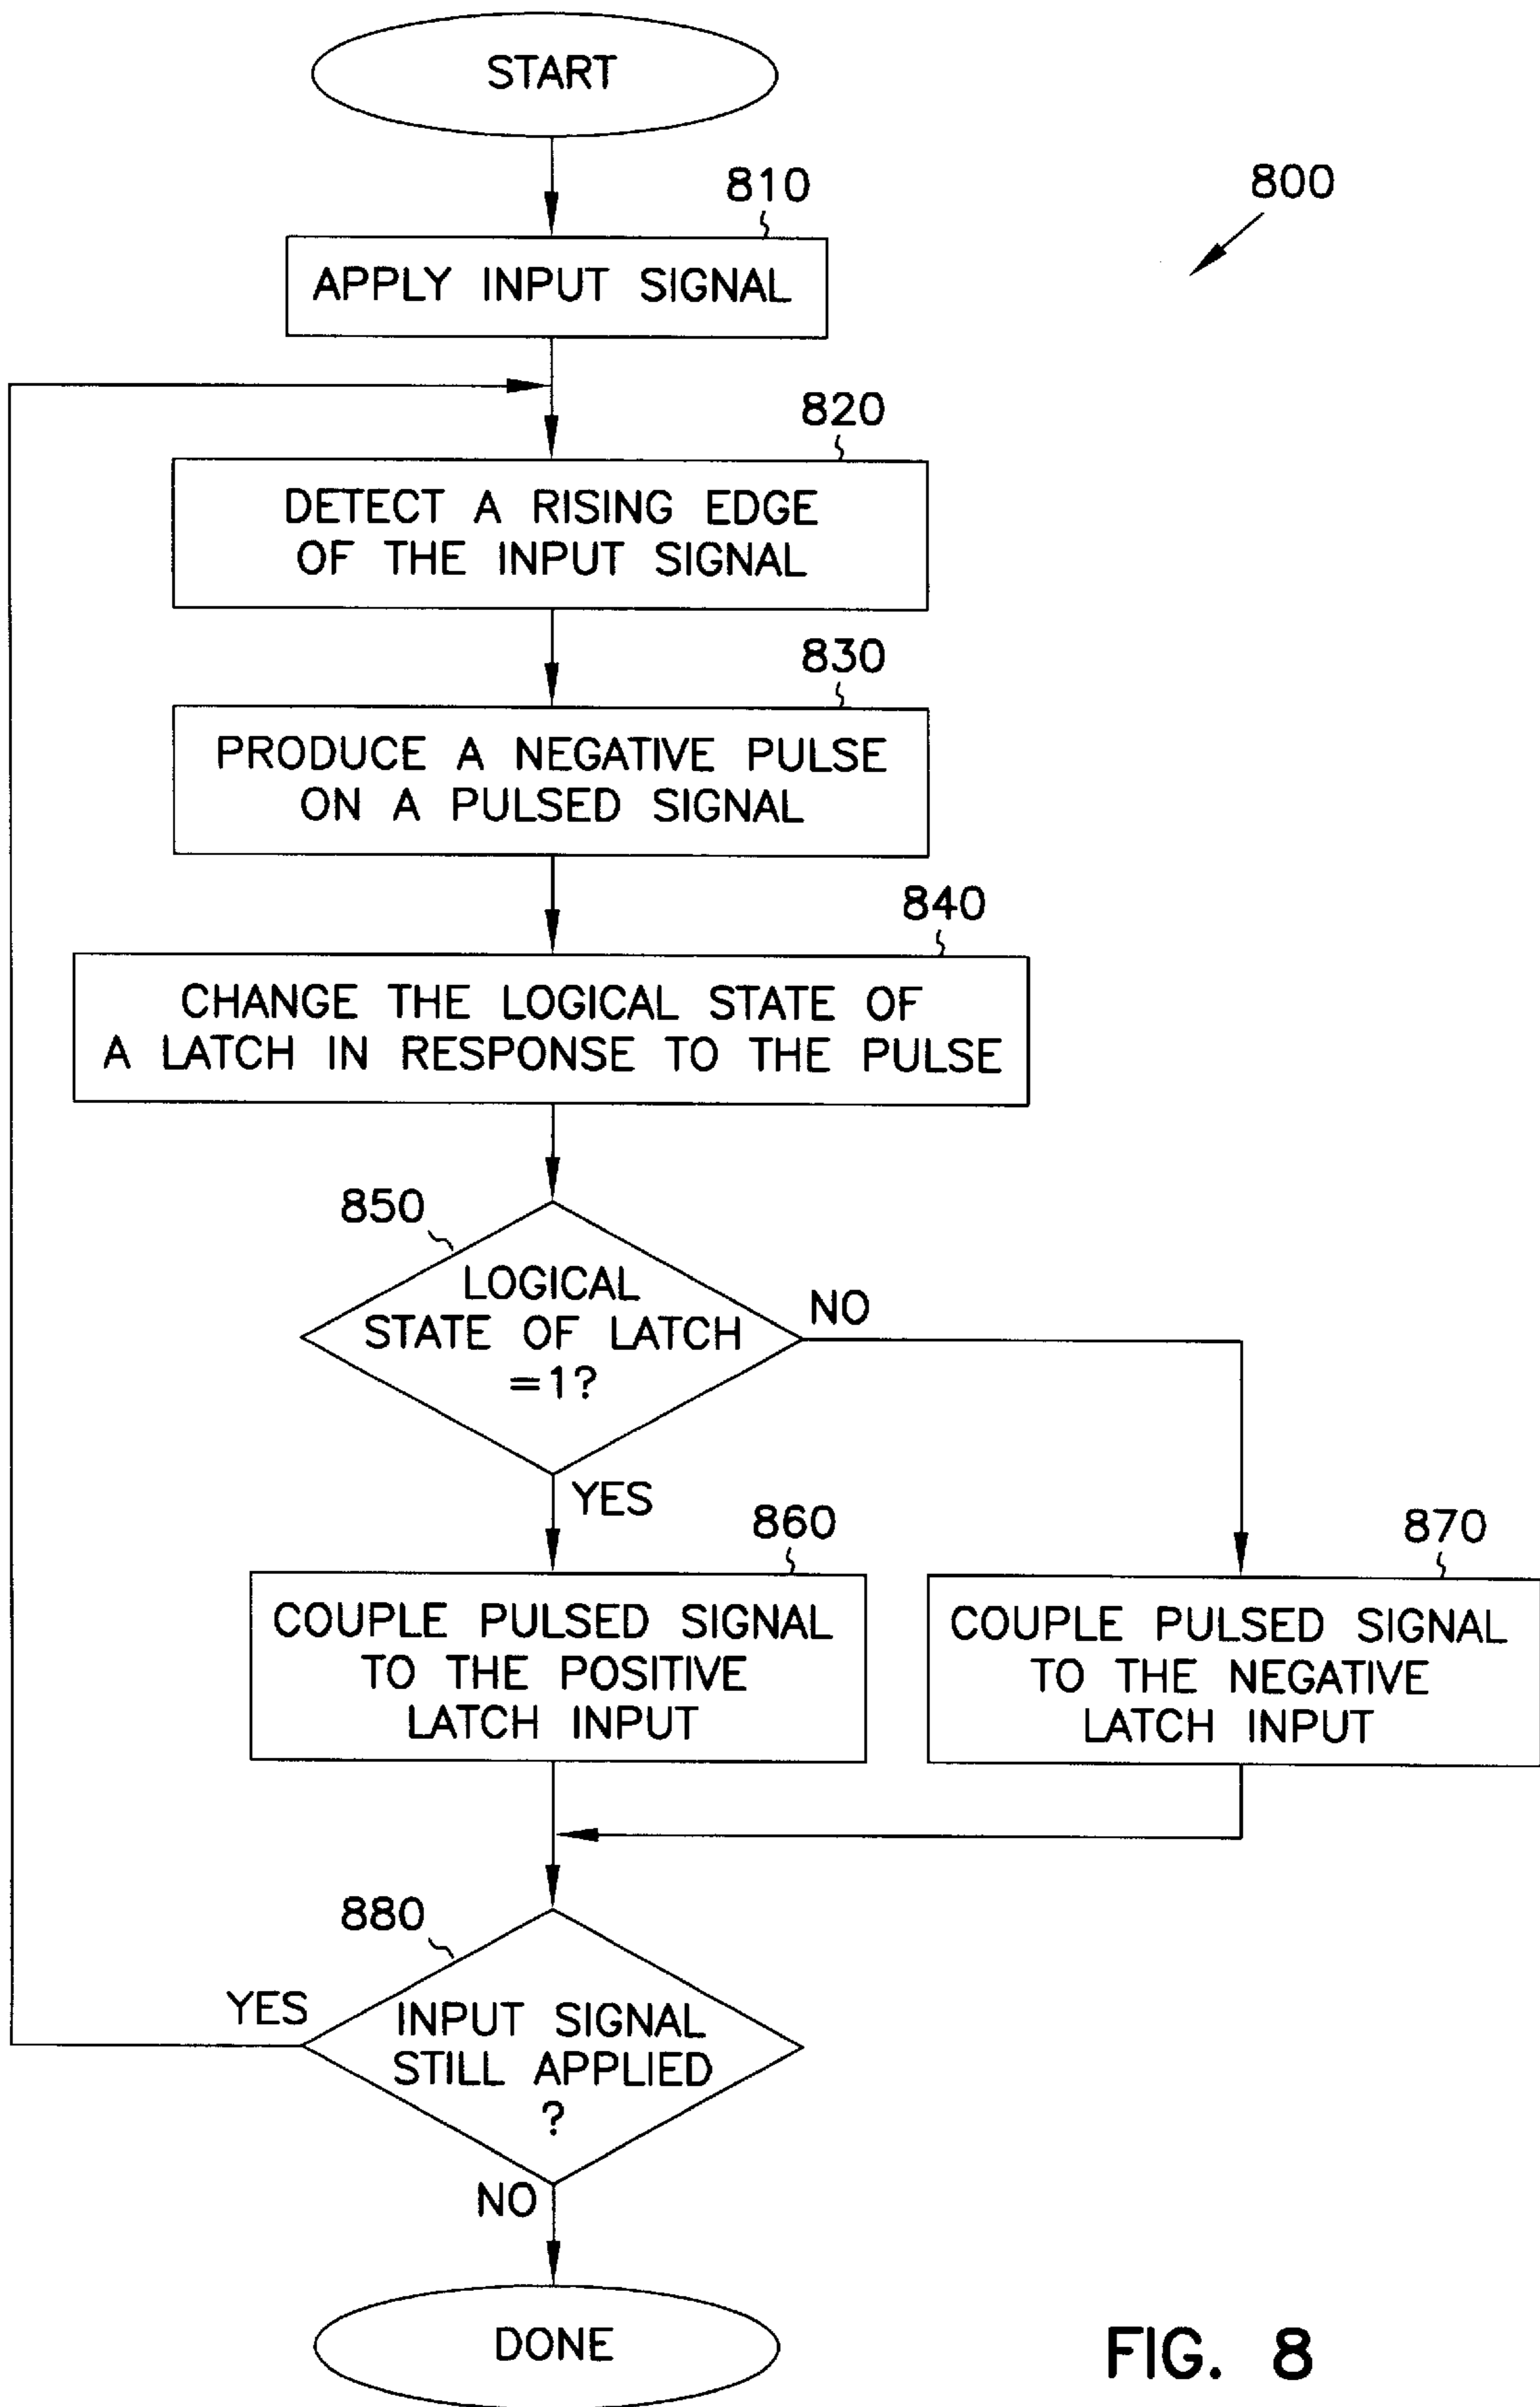 START
810
800
APPLY INPUT SIGNAL
820
DETECT A RISING EDGE
OF THE INPUT SIGNAL
830
PRODUCE A NEGATIVE PULSE
ON A PULSED SIGNAL
840
CHANGE THE LOGICAL STATE OF
A LATCH IN RESPONSE TO THE PULSE
850
LOGICAL
STATE OF LATCH
=1?
NO
YES
860
COUPLE PULSED SIGNAL
TO THE POSITIVE
LATCH INPUT
870
COUPLE PULSED SIGNAL
TO THE NEGATIVE
LATCH INPUT
880
YES
INPUT SIGNAL
STILL APPLIED
?
NO
DONE
FIG. 8